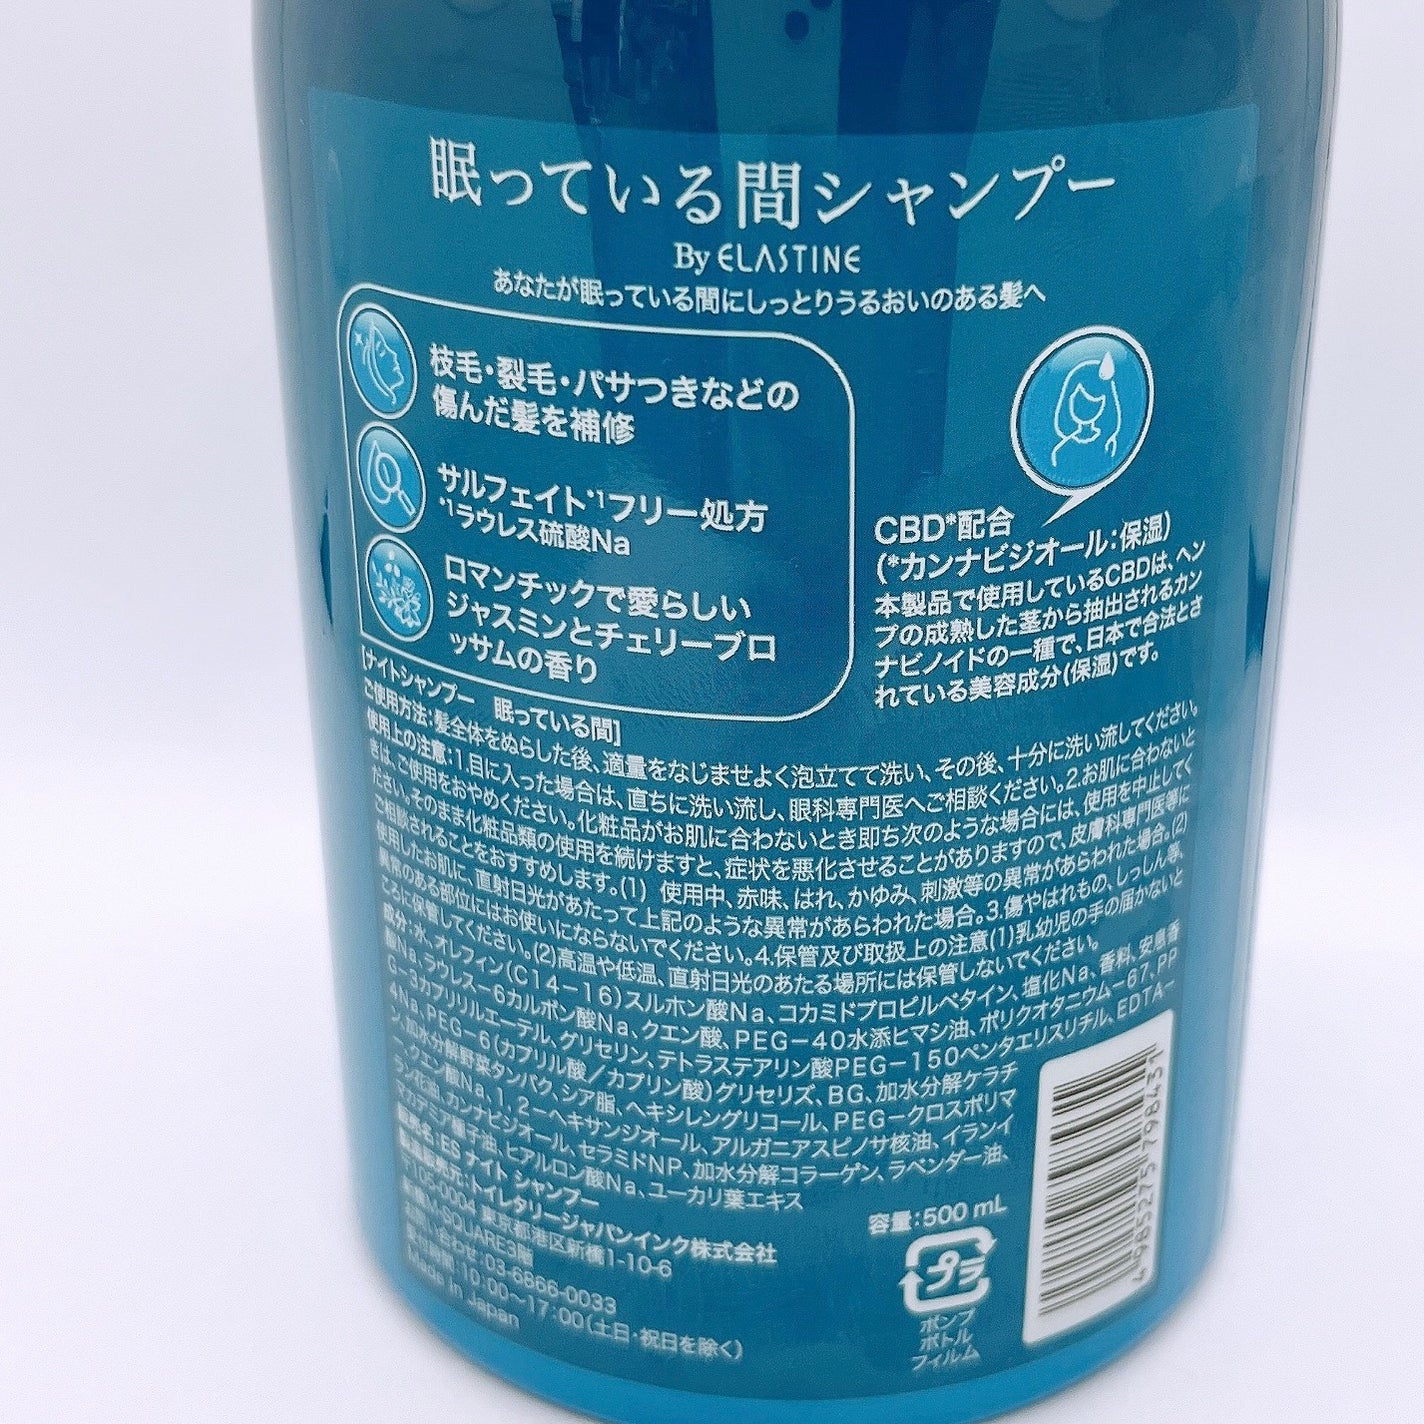 眠っている間シャンプー
By ELASTINE
あなたが眠っている間にしっとりうるおいのある髪へ
枝毛・裂毛・パサつきなどの
傷んだ髪を補修
サルフェイト*1フリー処方
*1ラウレス硫酸Na
ロマンチックで愛らしい
ジャスミンとチェリーブロ
ッサムの香り
CBD*配合
(*カンナビジオール:保湿)
本製品で使用しているCBDは、ヘン
プの成熟した茎から抽出されるカン
ナビノイドの一種で、日本で合法とさ
れている美容成分(保湿)です。
[ナイトシャンプー　眠っている間]
ご使用方法:髪全体をぬらした後、適量をなじませよく泡立てて洗い、その後、十分に洗い流してください。
使用上の注意:1.目に入った場合は、直ちに洗い流し、眼科専門医へご相談ください。2.お肌に合わないと
きは、ご使用をおやめください。化粧品がお肌に合わないとき即ち次のような場合には、使用を中止してく
ださい。そのまま化粧品類の使用を続けますと、症状を悪化させることがありますので、皮膚科専門医等に
ご相談されることをおすすめします。(1) 使用中、赤味、はれ、かゆみ、刺激等の異常があらわれた場合。(2)
使用したお肌に、直射日光があたって上記のような異常があらわれた場合。3.傷やはれもの、しっしん等、
異常のある部位にはお使いにならないでください。4.保管及び取扱上の注意(1)乳幼児の手の届かないと
ころに保管してください。(2)高温や低温、直射日光のあたる場所には保管しないでください。
成分:水、オレフィン(C14-16)スルホン酸Na、コカミドプロピルベタイン、塩化Na、香料、安息香
酸Na、ラウレス-6カルボン酸Na、クエン酸、PEG-40水添ヒマシ油、ポリクオタニウム-67、PP
G-3カプリリルエーテル、グリセリン、テトラステアリン酸PEG-150ペンタエリスリチル、EDTA-
4Na、PEG-6(カプリル酸/カプリン酸)グリセリズ、BG、加水分解ケラチ
ン、加水分解野菜タンパク、シア脂、ヘキシレングリコール、PEG-クロスポリマ
ー、クエン酸Na、1,2-ヘキサンジオール、アルガニアスピノサ核油、イランイ
ラン花油、カンナビジオール、セラミドNP、加水分解コラーゲン、ラベンダー油、
マカデミア種子油、ヒアルロン酸Na、ユーカリ葉エキス
販売名:ES ナイト シャンプー
製造販売元:トイレタリージャパンインク株式会社
〒105-0004 東京都港区新橋1-10-6
新橋M-SQUARE3階
お問い合わせ:03-6866-0033
受付時間:10:00〜17:00(土日・祝日を除く)
Made in Japan
容量:500 mL
プラ
ポンプ
ボトル
フィルム
4 985275 798431